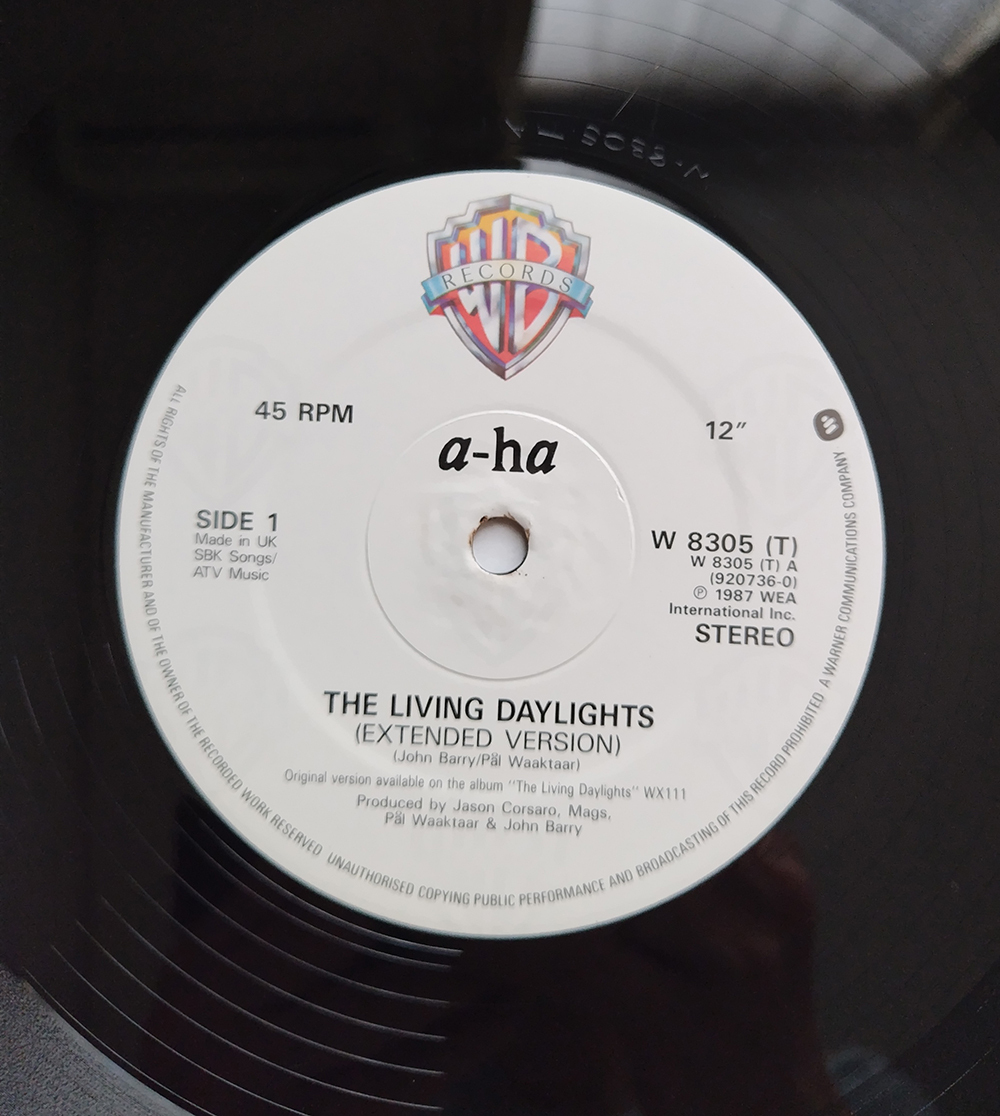 WB
RECORDS
45 RPM
12"
a-ha
SIDE 1
Made in UK
SBK Songs/
ATV Music
W 8305 (T)
W 8305 (T) A
(920736-0)
℗ 1987 WEA
International Inc.
STEREO
THE LIVING DAYLIGHTS
(EXTENDED VERSION)
(John Barry/Pål Waaktaar)
Original version available on the album "The Living Daylights" WX111
Produced by Jason Corsaro, Mags,
Pål Waaktaar & John Barry
ALL RIGHTS OF THE MANUFACTURER AND OF THE OWNER OF THE RECORDED WORK RESERVED UNAUTHORISED COPYING PUBLIC PERFORMANCE AND BROADCASTING OF THIS RECORD PROHIBITED A WARNER COMMUNICATIONS COMPANY